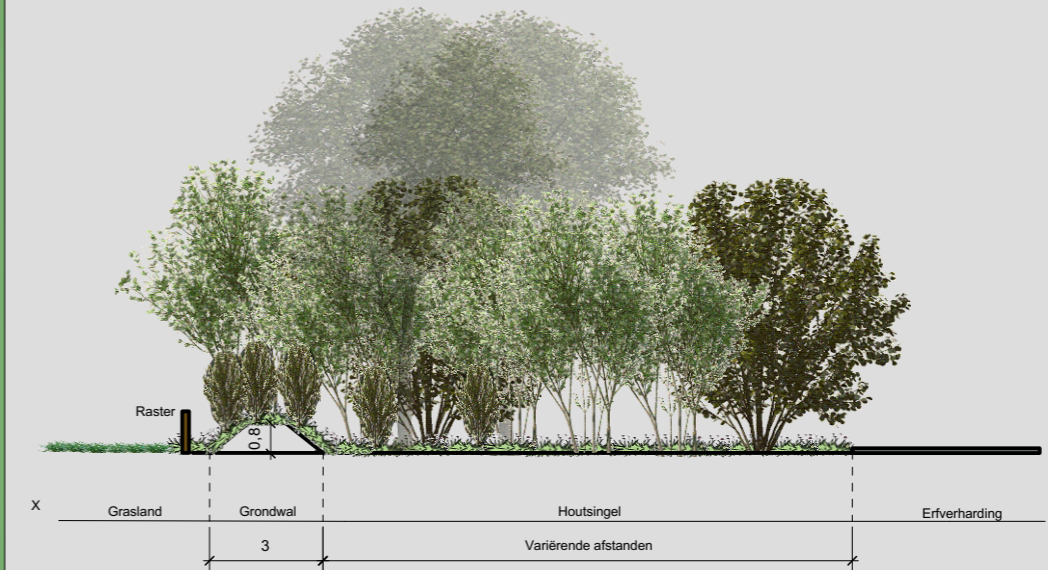 Raster
0,8
X
Grasland
Grondwal
Houtsingel
Erfverharding
3
Variërende afstanden